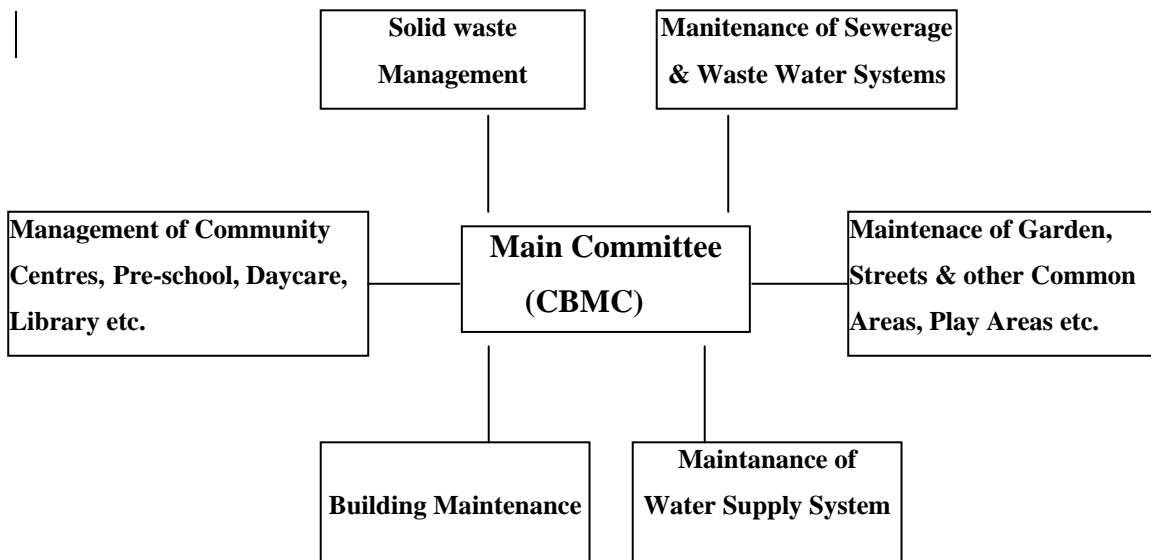 Solid waste
Management
Manitenance of Sewerage
& Waste Water Systems
Management of Community
Centres, Pre-school, Daycare,
Library etc.
Main Committee
(CBMC)
Maintenace of Garden,
Streets & other Common
Areas, Play Areas etc.
Building Maintenance
Maintanance of
Water Supply System